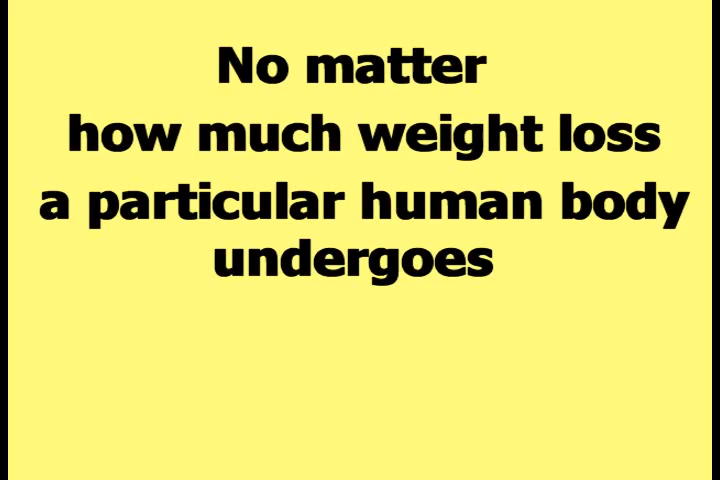 No matter
how much weight loss
a particular human body
undergoes